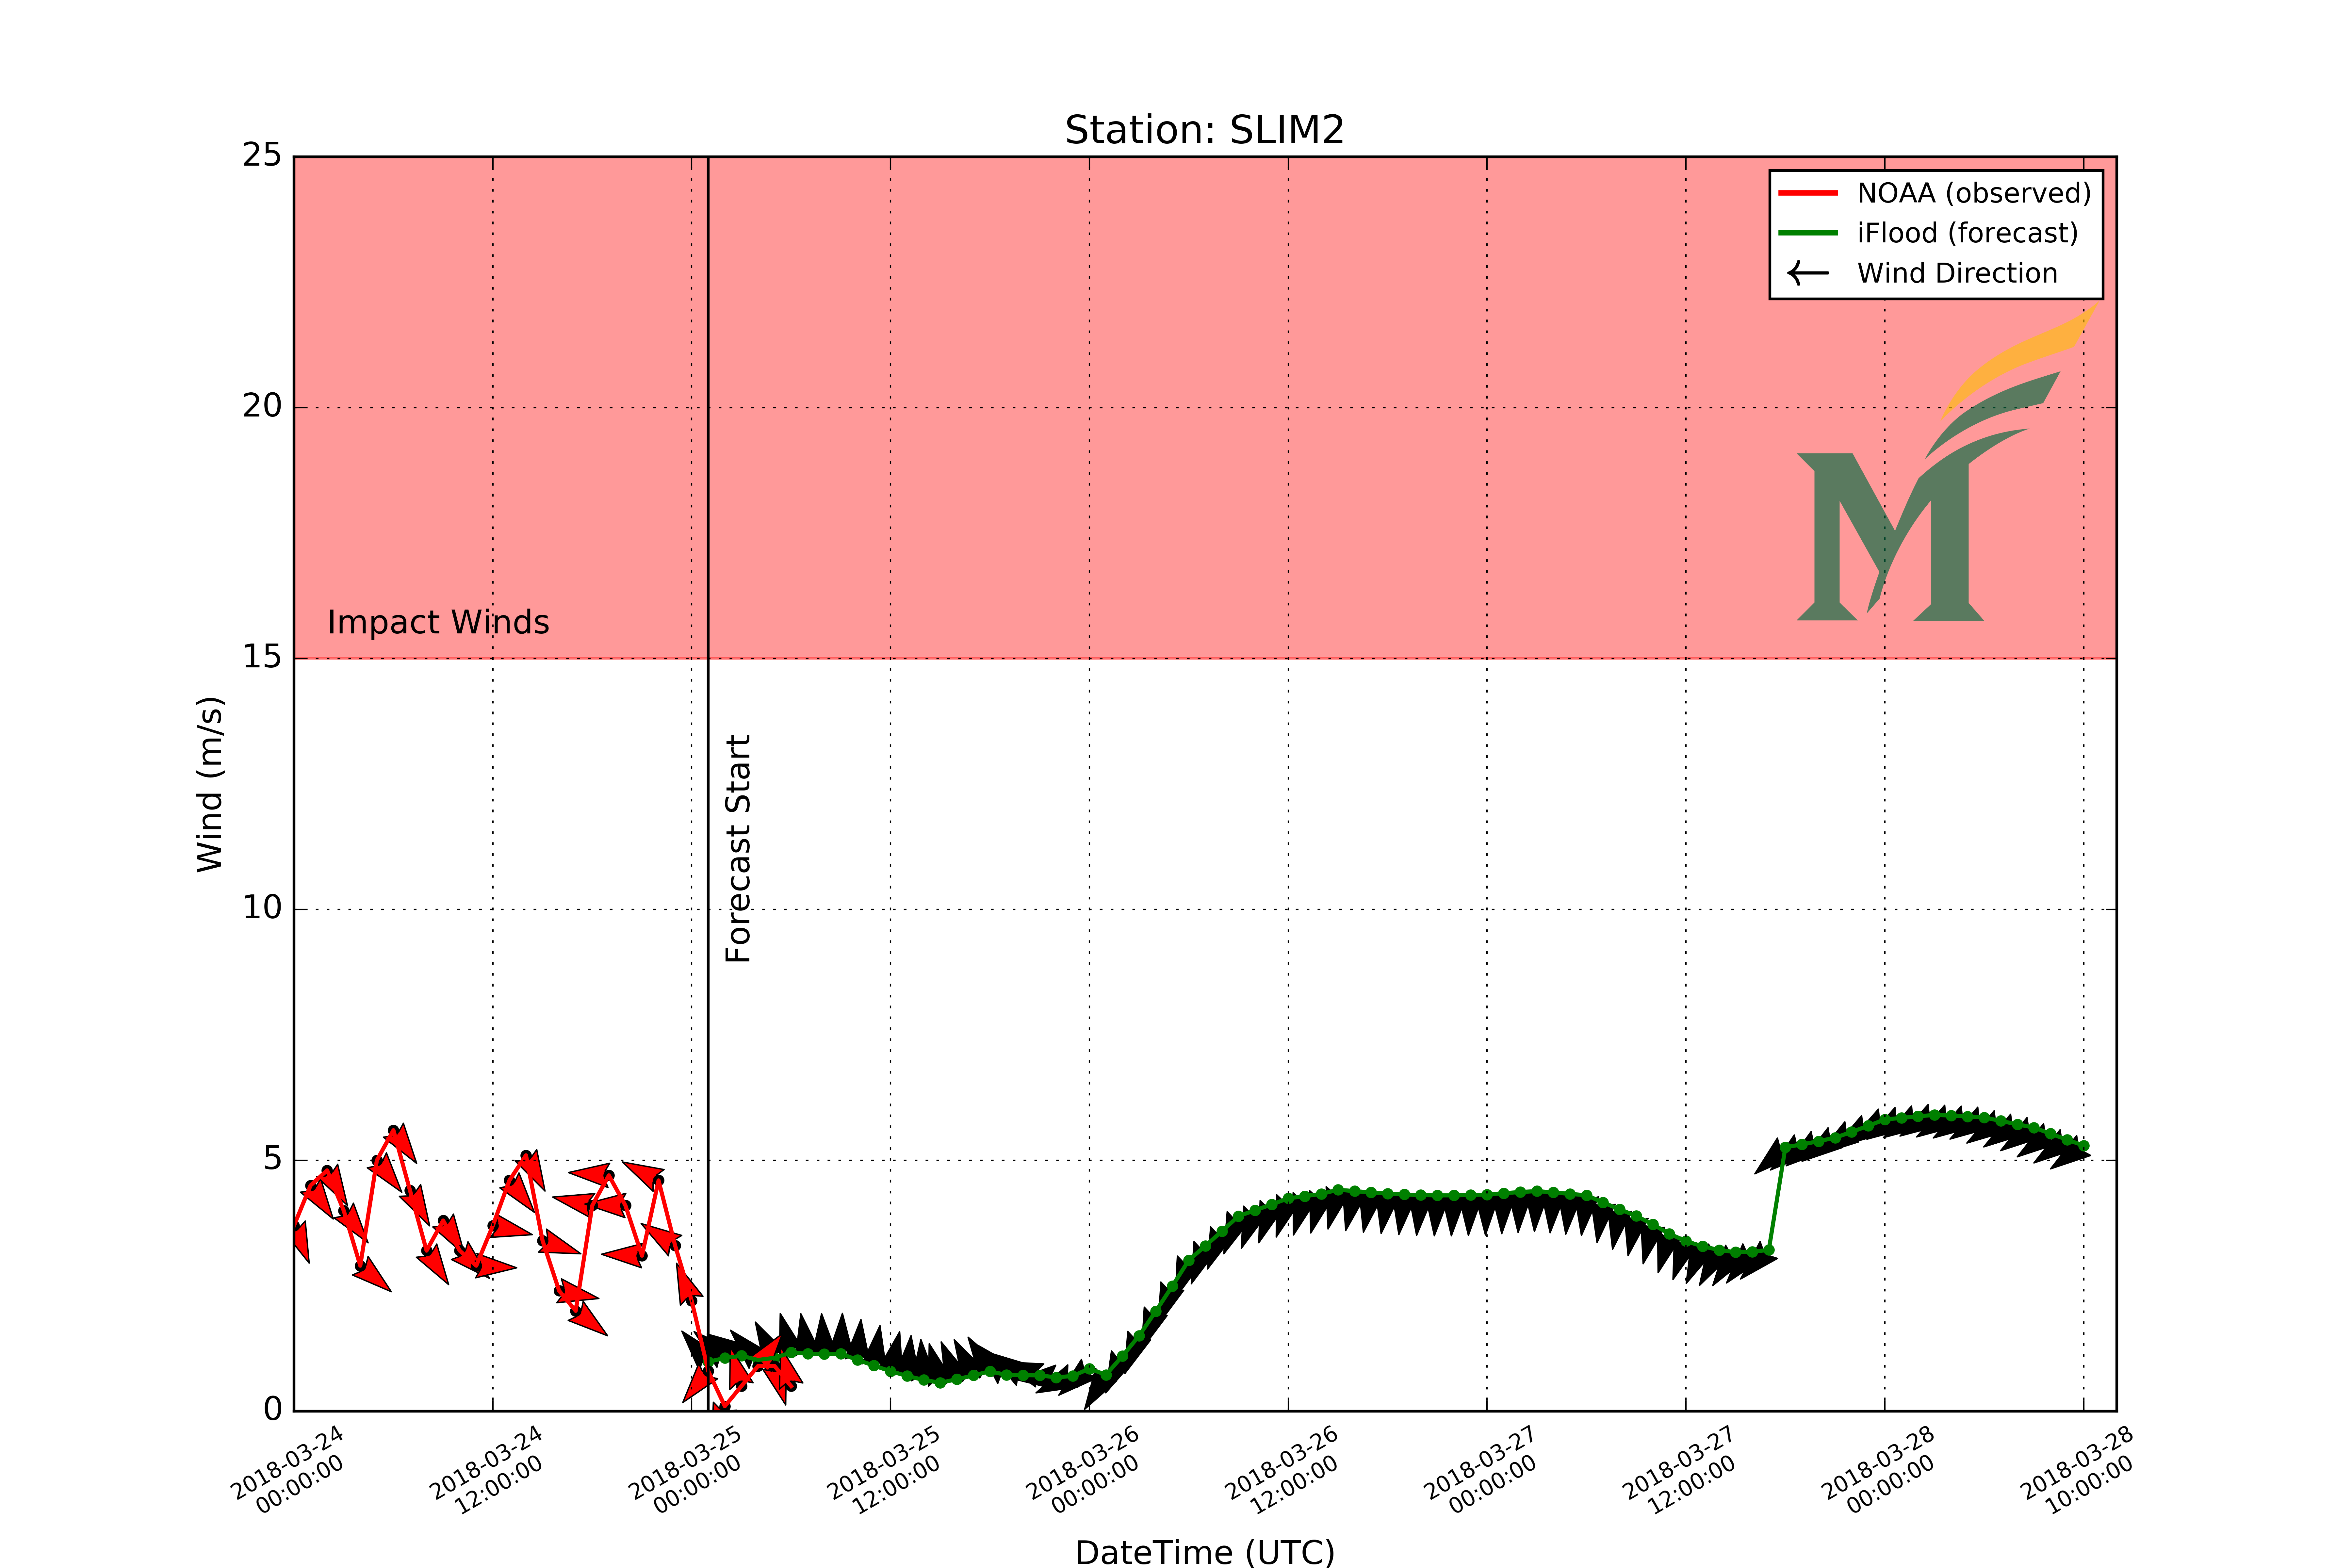 Station: SLIM2
25
20
15
10
5
0
Wind (m/s)
NOAA (observed)
iFlood (forecast)
Wind Direction
M
Impact Winds
Forecast Start
2018-03-24
00:00:00
2018-03-24
12:00:00
2018-03-25
00:00:00
2018-03-25
12:00:00
2018-03-26
00:00:00
2018-03-26
12:00:00
2018-03-27
00:00:00
2018-03-27
12:00:00
2018-03-28
00:00:00
2018-03-28
10:00:00
DateTime (UTC)